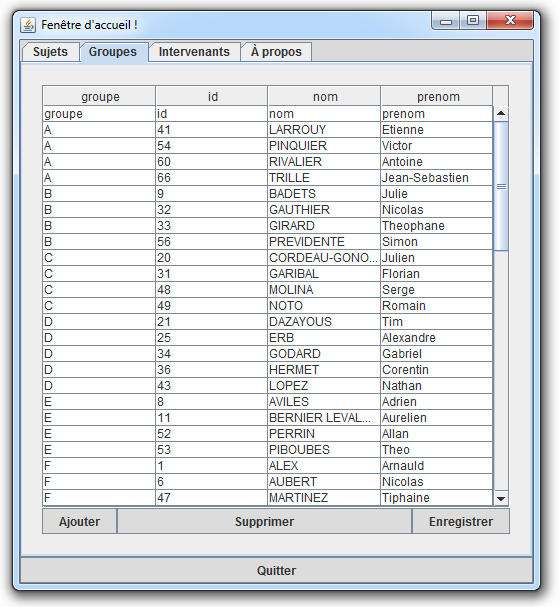 Fenêtre d'accueil !
Sujets Groupes Intervenants À propos
groupe id nom prenom
groupe id nom prenom
A 41 LARROUY Etienne
A 54 PINQUIER Victor
A 60 RIVALIER Antoine
A 66 TRILLE Jean-Sebastien
B 9 BADETS Julie
B 32 GAUTHIER Nicolas
B 33 GIRARD Theophane
B 56 PREVIDENTE Simon
C 20 CORDEAU-GONO... Julien
C 31 GARIBAL Florian
C 48 MOLINA Serge
C 49 NOTO Romain
D 21 DAZAYOUS Tim
D 25 ERB Alexandre
D 34 GODARD Gabriel
D 36 HERMET Corentin
D 43 LOPEZ Nathan
E 8 AVILES Adrien
E 11 BERNIER LEVAL... Aurelien
E 52 PERRIN Allan
E 53 PIBOUBES Theo
F 1 ALEX Arnauld
F 6 AUBERT Nicolas
F 47 MARTINEZ Tiphaine
Ajouter Supprimer Enregistrer
Quitter